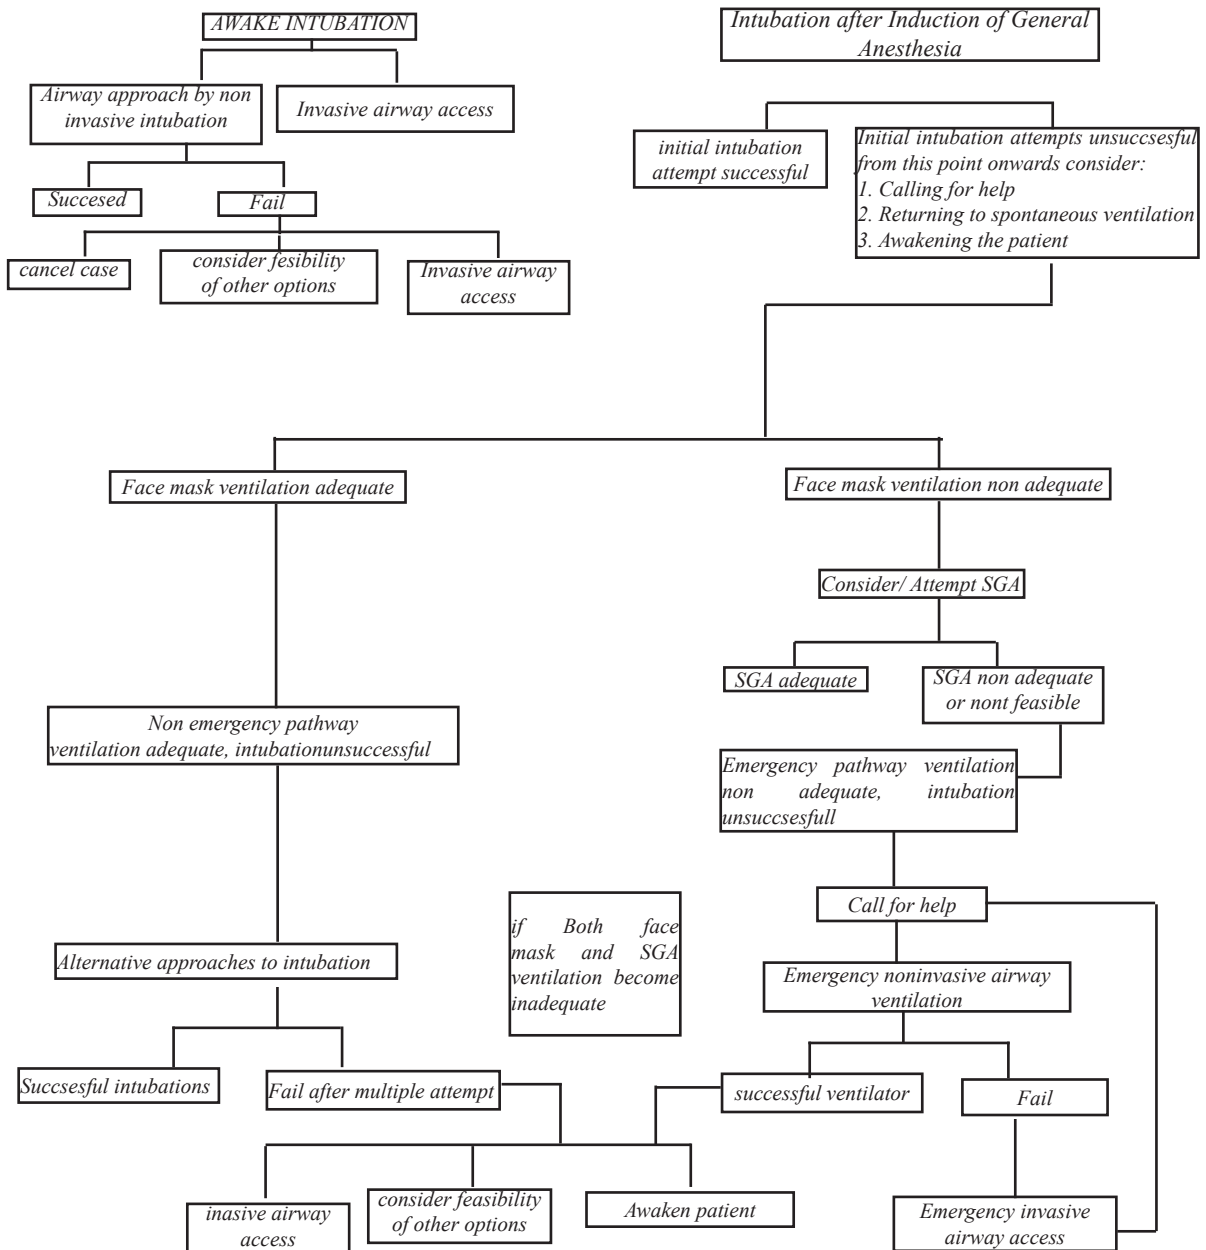 AWAKE INTUBATION
Intubation after Induction of General
Anesthesia
Airway approach by non
invasive intubation
Invasive airway access
initial intubation
attempt successful
Initial intubation attempts unsuccsesful
from this point onwards consider:
1. Calling for help
2. Returning to spontaneous ventilation
3. Awakening the patient
Succesed
Fail
cancel case
consider fesibility
of other options
Invasive airway
access
Face mask ventilation adequate
Face mask ventilation non adequate
Consider/ Attempt SGA
SGA adequate
SGA non adequate
or nont feasible
Non emergency pathway
ventilation adequate, intubationunsuccessful
Emergency pathway ventilation
non adequate, intubation
unsuccsesfull
if Both face
mask and SGA
ventilation become
inadequate
Call for help
Alternative approaches to intubation
Emergency noninvasive airway
ventilation
Succsesful intubations
Fail after multiple attempt
successful ventilator
Fail
inasive airway
access
consider feasibility
of other options
Awaken patient
Emergency invasive
airway access